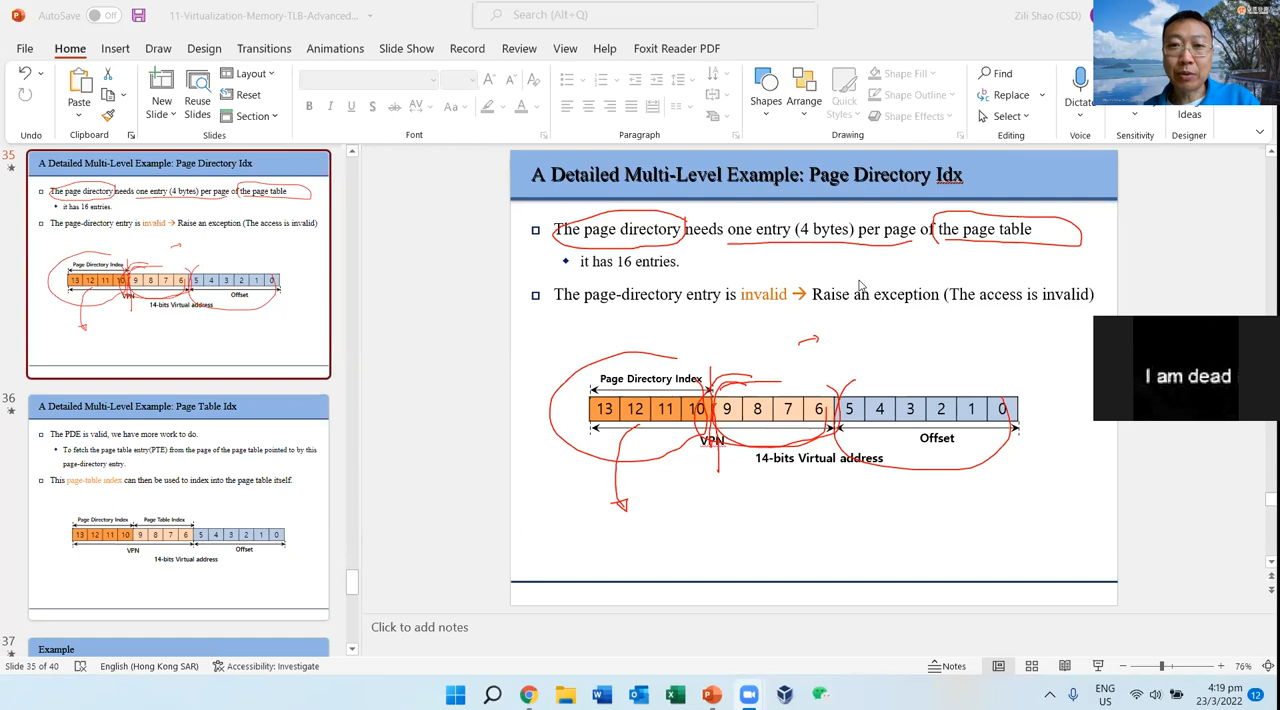 AutoSave Off 11-Virtualization-Memory-TLB-Advanced... Search (Alt+Q) Zili Shao (CSD)
File Home Insert Draw Design Transitions Animations Slide Show Record Review View Help Foxit Reader PDF
Undo
Paste
Clipboard
New Slide
Reuse Slides
Layout
Reset
Section
Slides
B I U S ab AV Aa A
Font
Paragraph
Shapes
Arrange
Quick Styles
Shape Fill
Shape Outline
Shape Effects
Drawing
Find
Replace
Select
Editing
Dictate
Voice
Sensitivity
Ideas
Designer
35
A Detailed Multi-Level Example: Page Directory Idx
The page directory needs one entry (4 bytes) per page of the page table
it has 16 entries.
The page-directory entry is invalid → Raise an exception (The access is invalid)
Page Directory Index
13 12 11 10 9 8 7 6 5 4 3 2 1 0
VPN
Offset
14-bits Virtual address
36
A Detailed Multi-Level Example: Page Table Idx
The PDE is valid, we have more work to do.
To fetch the page table entry(PTE) from the page of the page table pointed to by this
page-directory entry.
This page-table index can then be used to index into the page table itself.
Page Directory Index Page Table Index
13 12 11 10 9 8 7 6 5 4 3 2 1 0
VPN
Offset
14-bits Virtual address
37
Example
A Detailed Multi-Level Example: Page Directory Idx
The page directory needs one entry (4 bytes) per page of the page table
it has 16 entries.
The page-directory entry is invalid → Raise an exception (The access is invalid)
Page Directory Index
13 12 11 10 9 8 7 6 5 4 3 2 1 0
VPN
Offset
14-bits Virtual address
I am dead
Click to add notes
Slide 35 of 40 English (Hong Kong SAR) Accessibility: Investigate Notes 76%
ENG
US
4:19 pm
23/3/2022
12